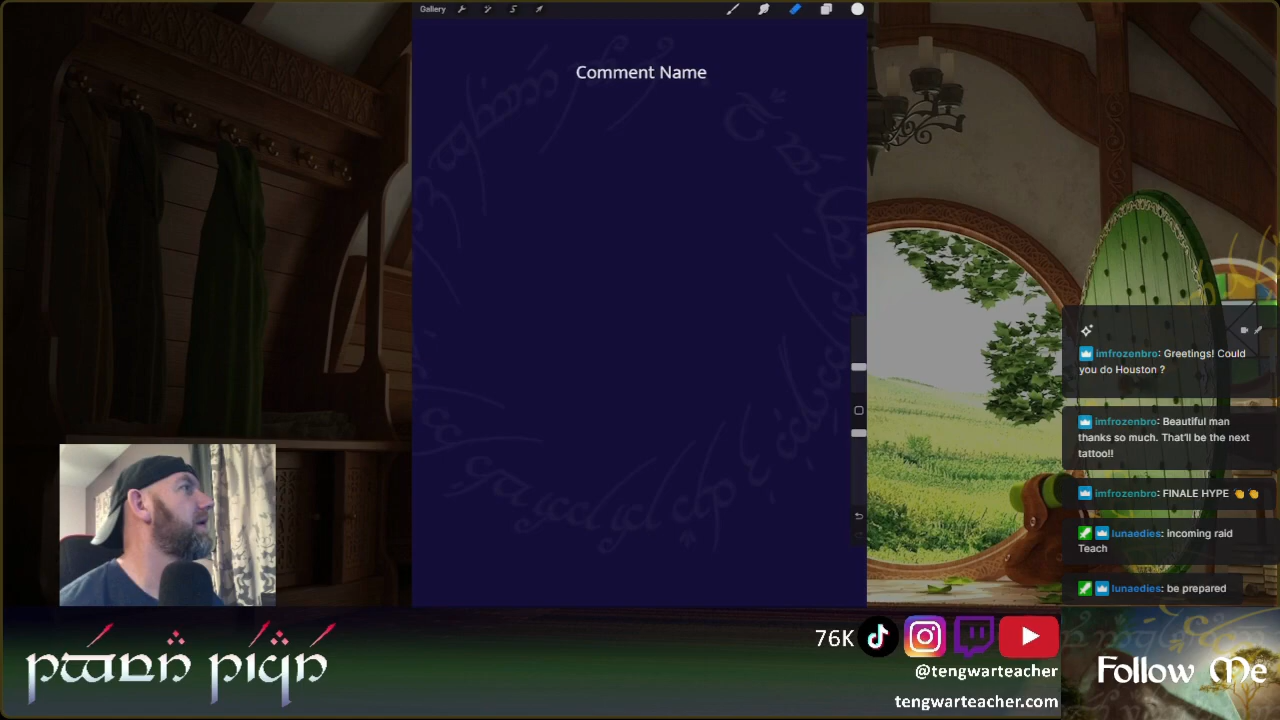 Gallery
Comment Name
imfrozenbro: Greetings! Could
you do Houston ?
imfrozenbro: Beautiful man
thanks so much. That'll be the next
tattoo!!
imfrozenbro: FINALE HYPE 👏👏
lunaedies: incoming raid
Teach
lunaedies: be prepared
76K
@tengwarteacher
tengwarteacher.com
Follow Me